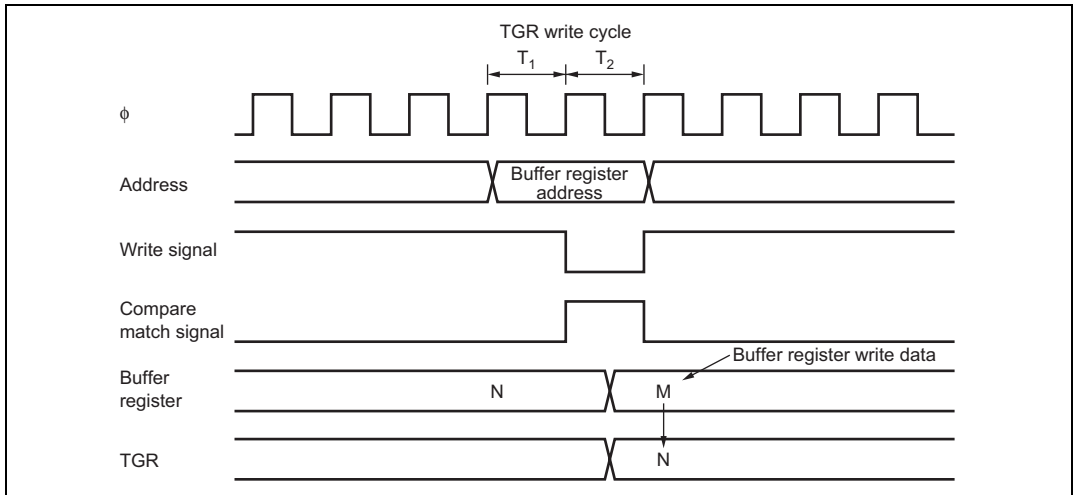 TGR write cycle
T₁ T₂
ϕ
Address
Buffer register
address
Write signal
Compare
match signal
Buffer register write data
Buffer
register
N M
TGR
N